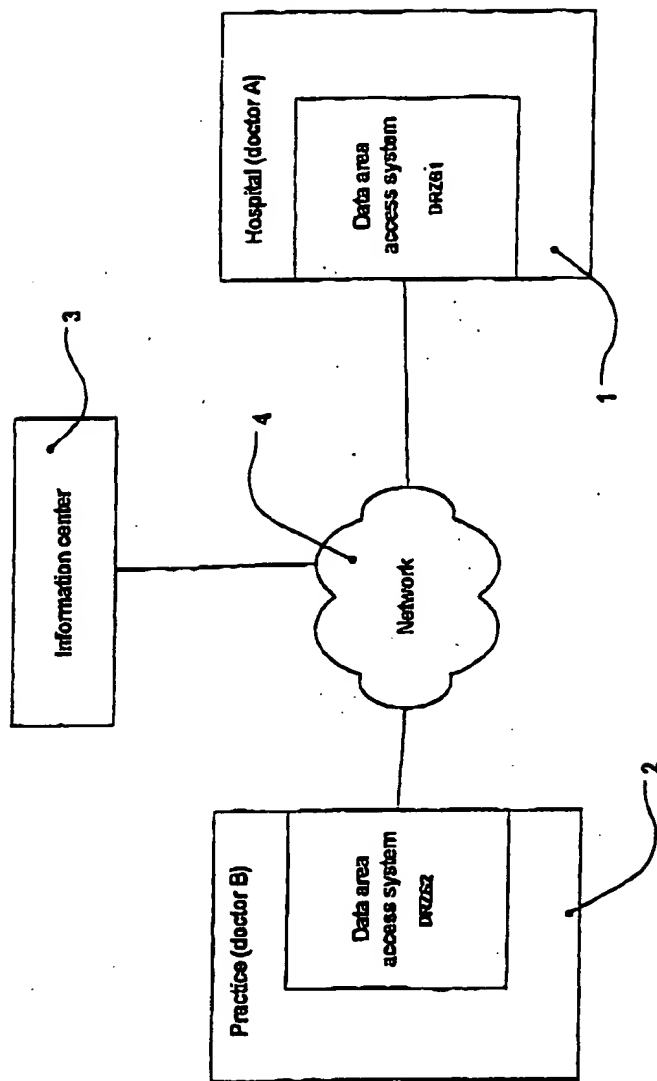 Information center
3
Practice (doctor B)
Data area
access system
DRZS2
2
Network
4
Hospital (doctor A)
Data area
access system
DRZS1
1